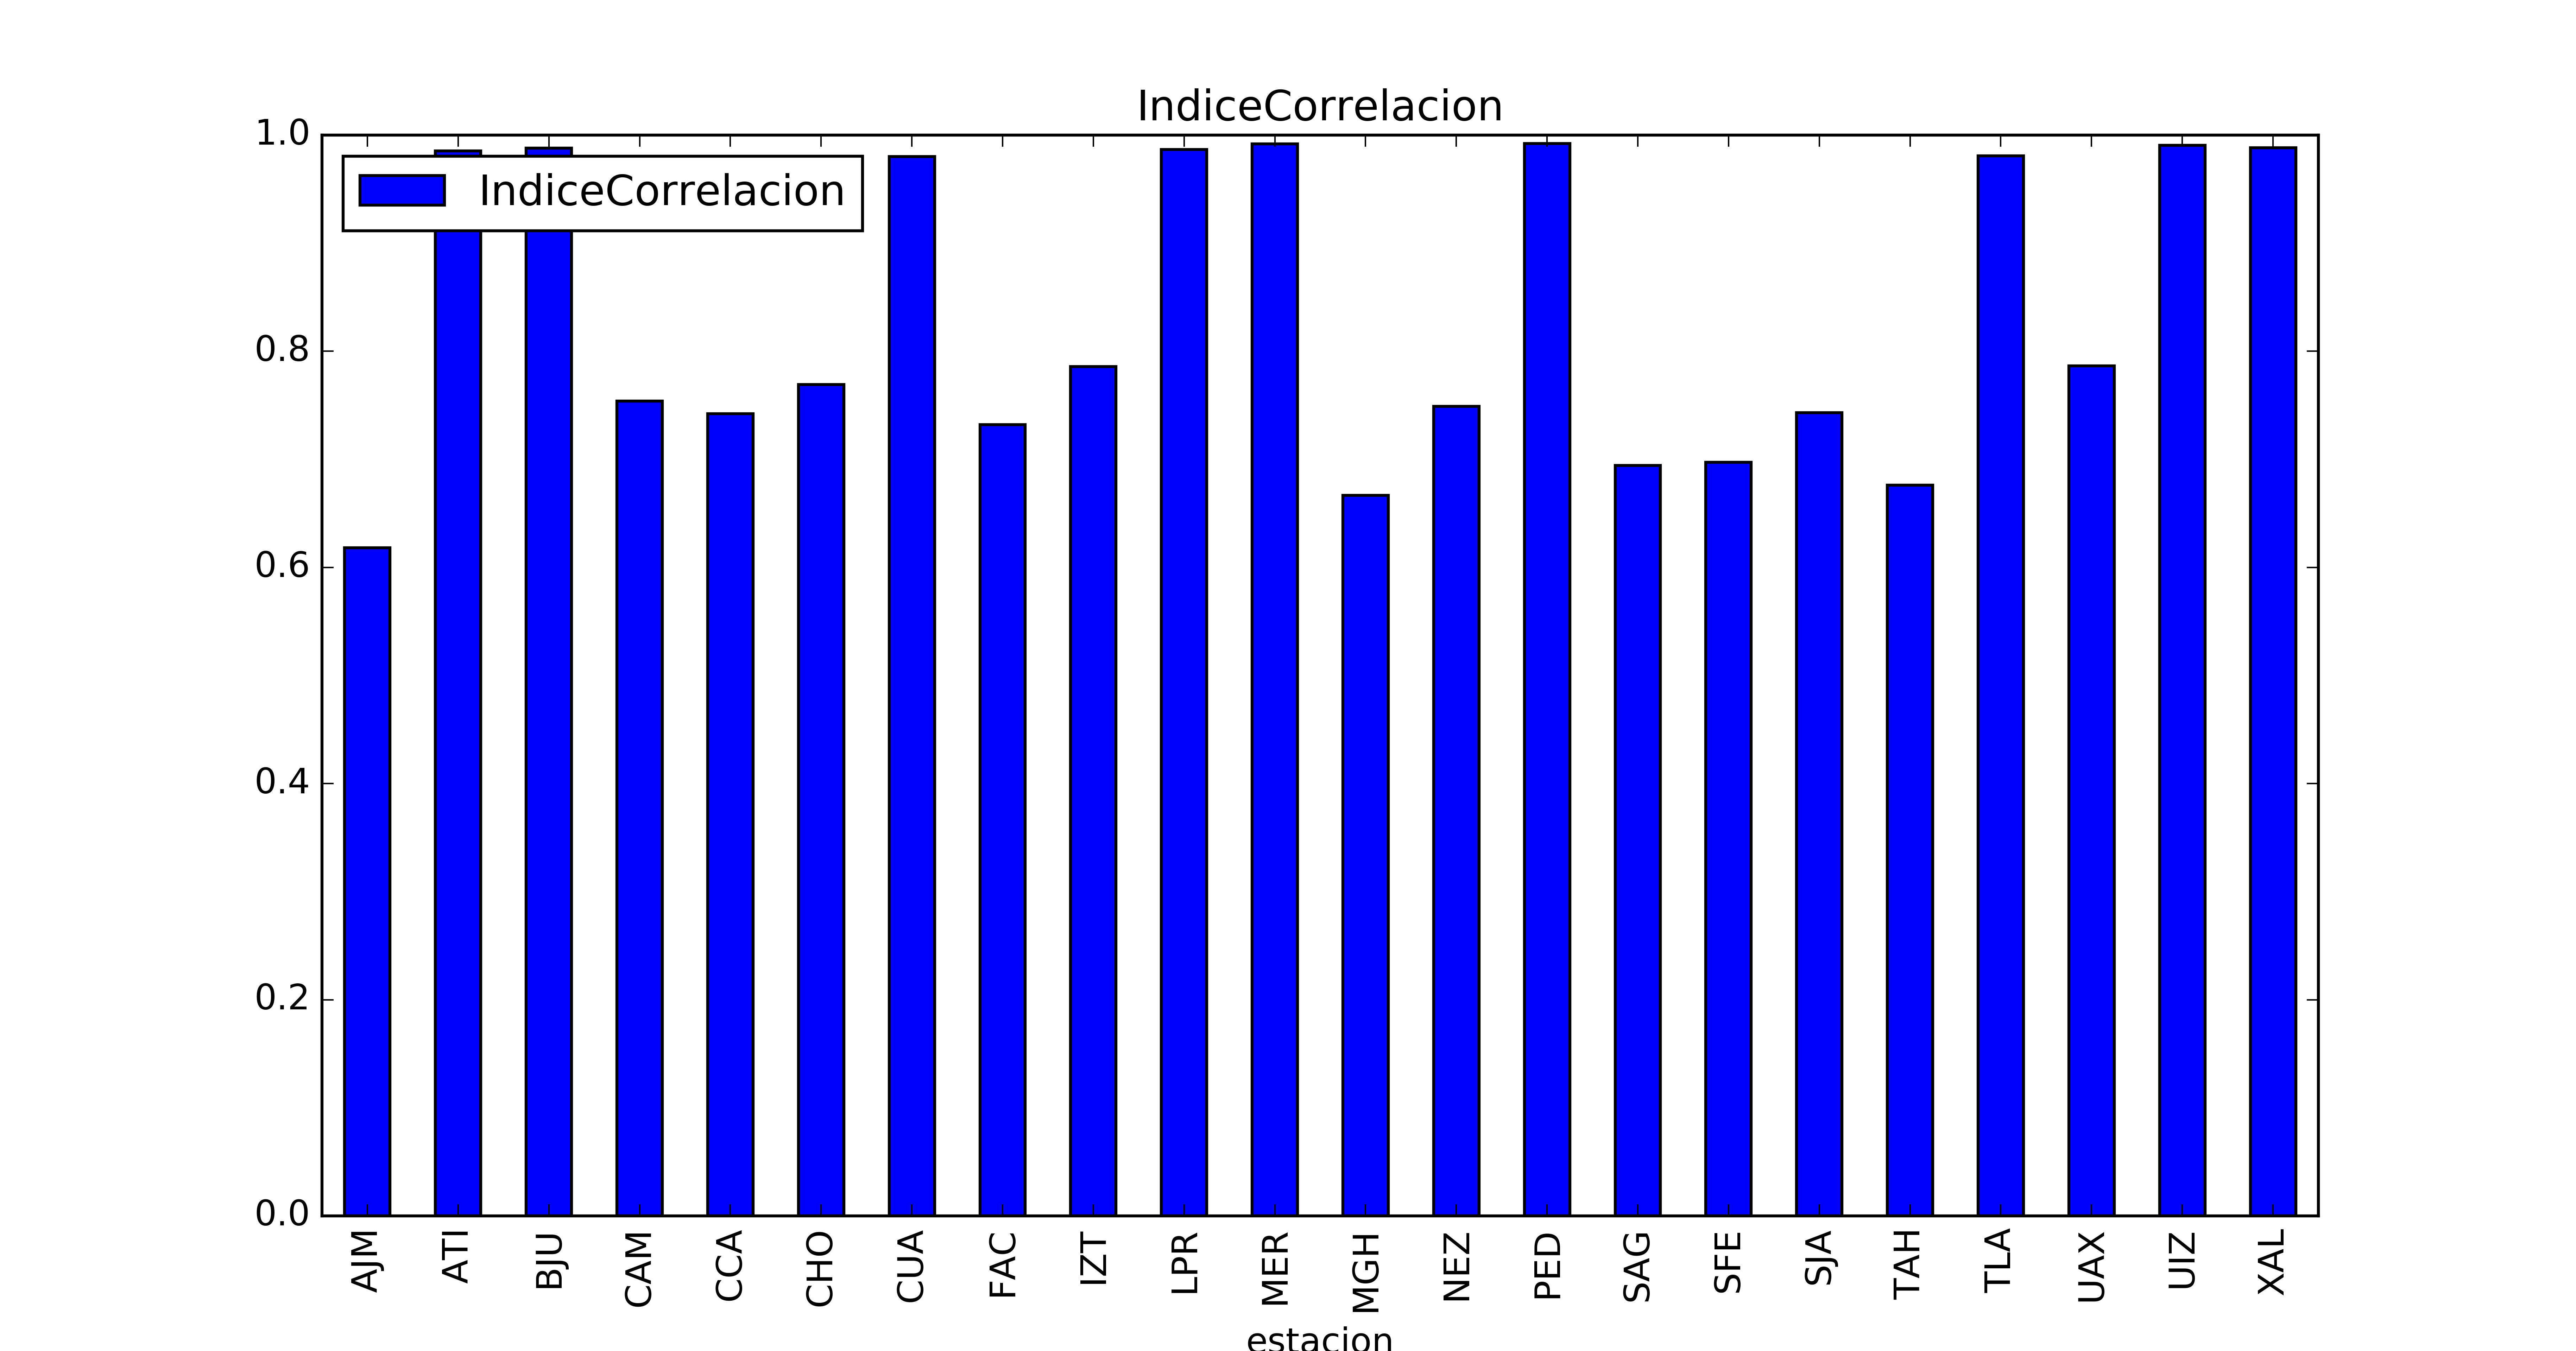 IndiceCorrelacion
1.0
IndiceCorrelacion
0.8
0.6
0.4
0.2
0.0
AJM ATI BJU CAM CCA CHO CUA FAC IZT LPR MER MGH NEZ PED SAG SFE SJA TAH TLA UAX UIZ XAL
estacion